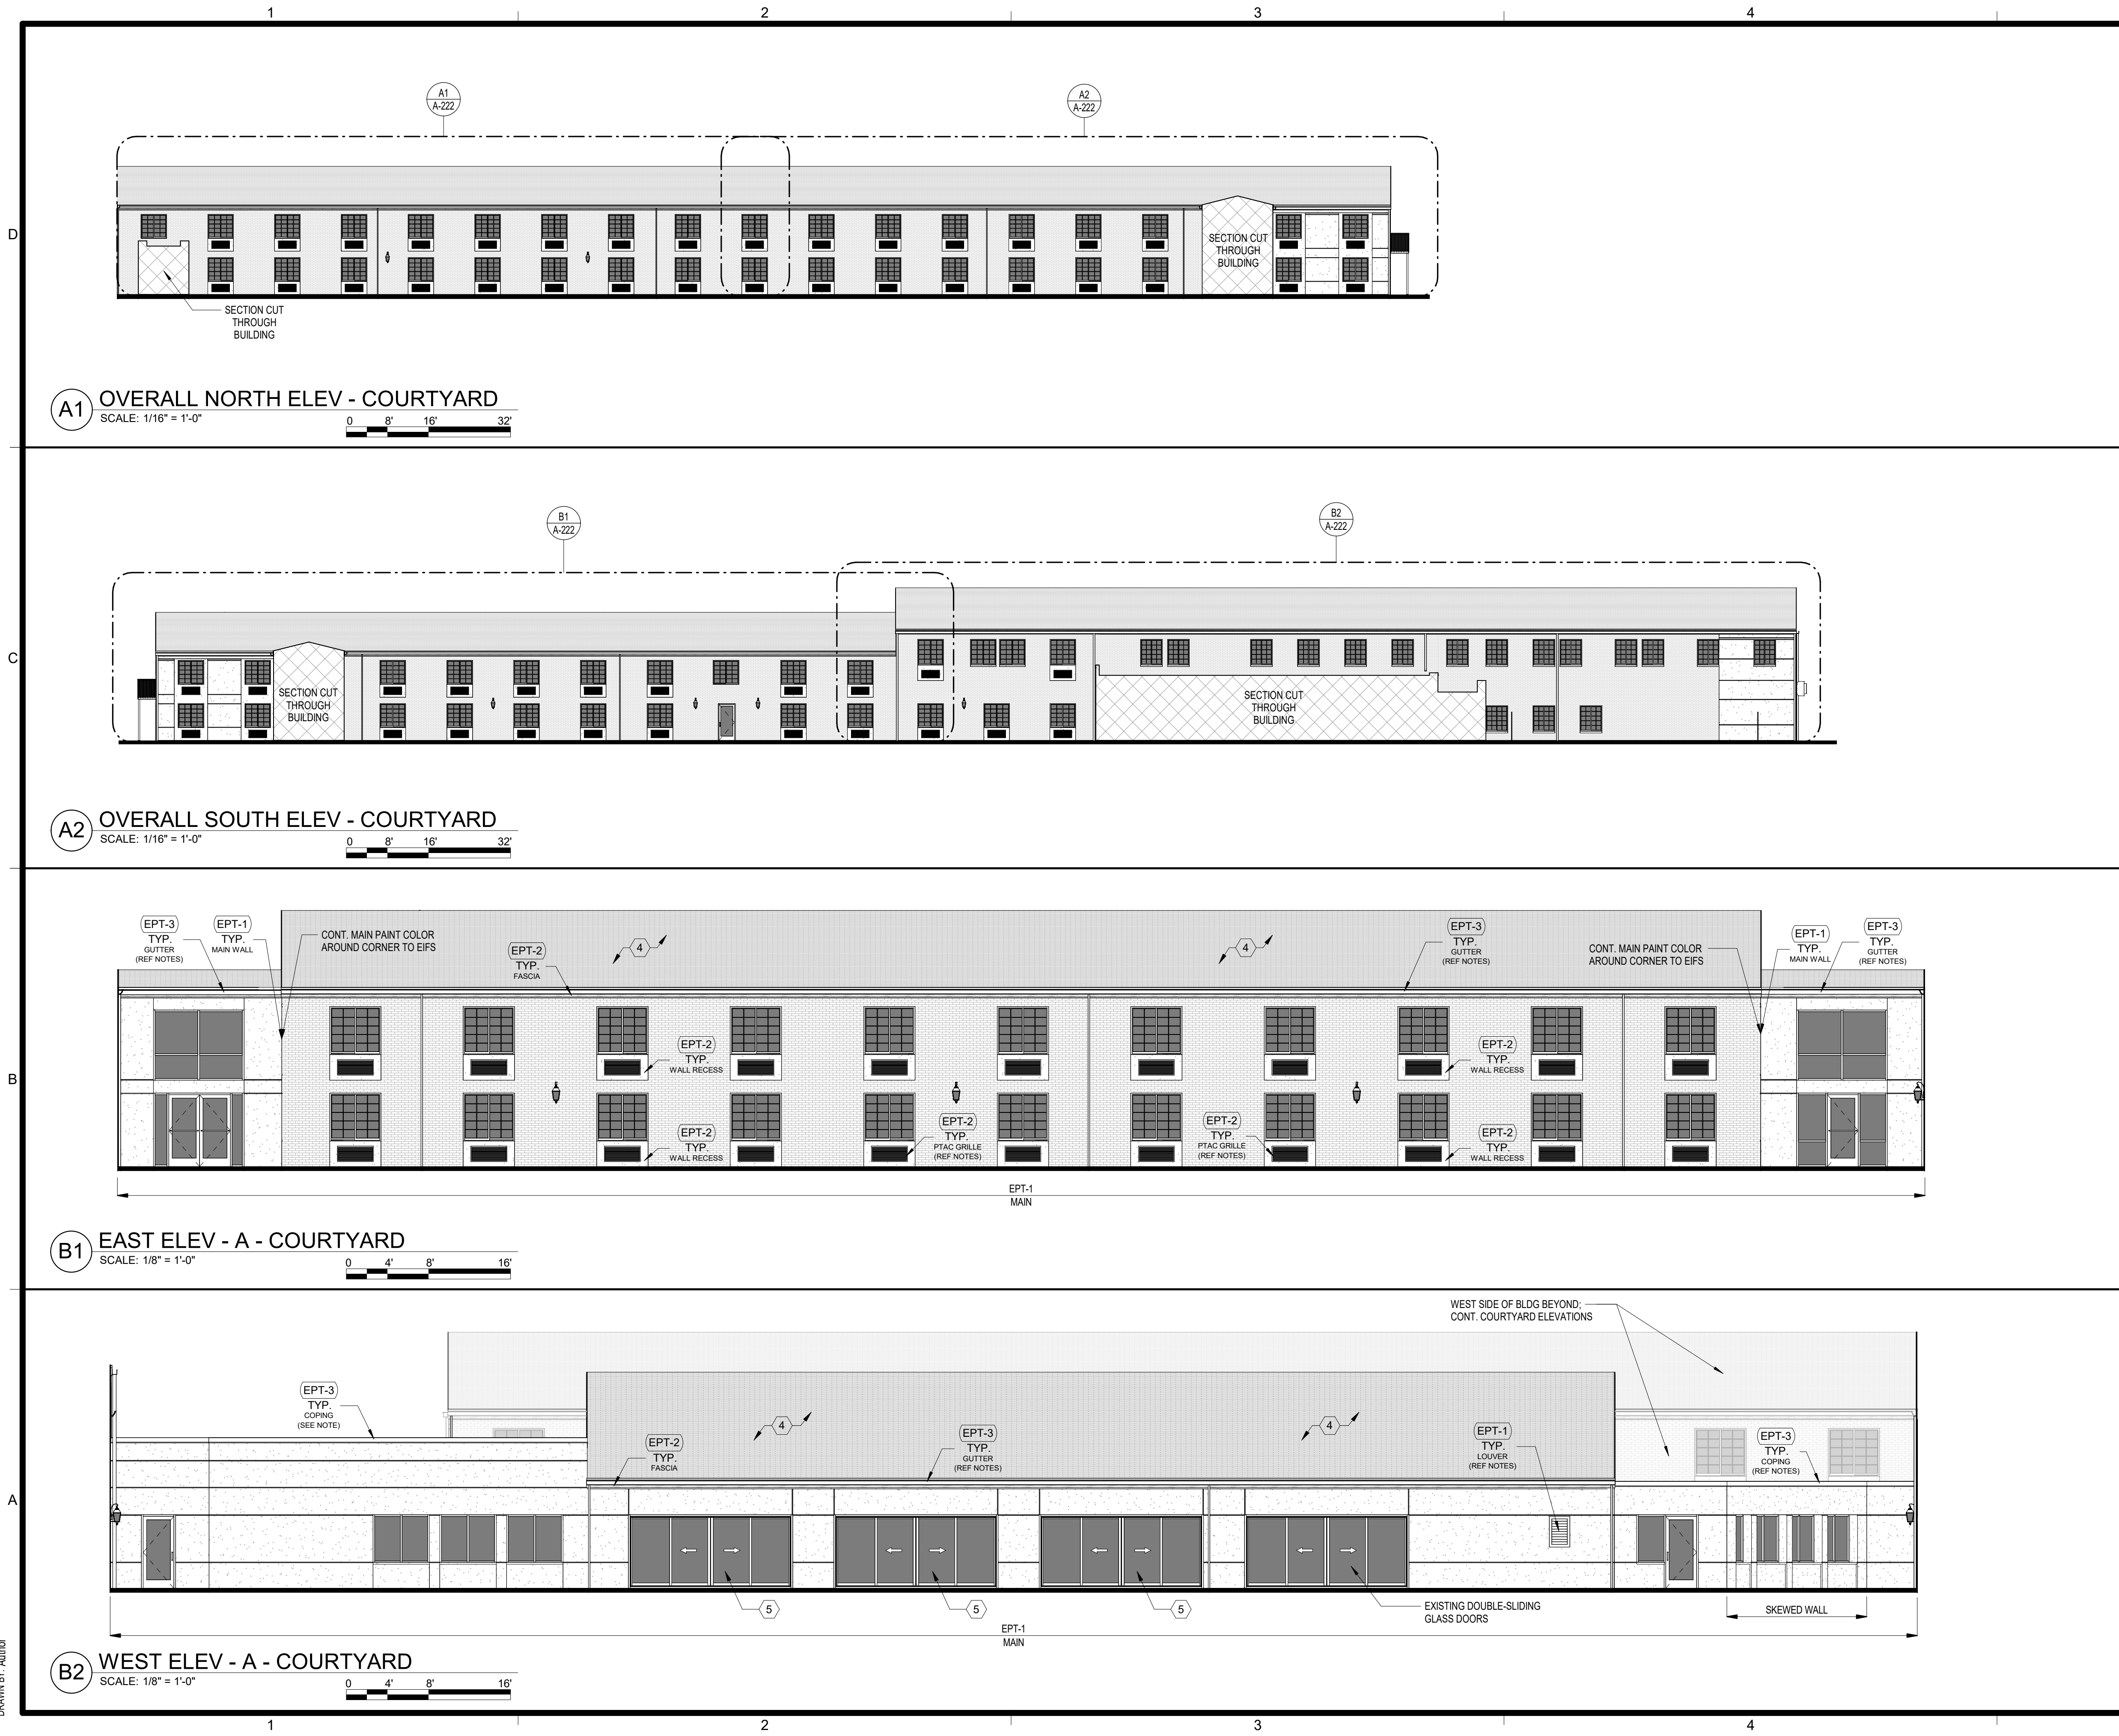 1
2
3
4
D
A1
A-222
A2
A-222
SECTION CUT
THROUGH
BUILDING
SECTION CUT
THROUGH
BUILDING
A1
OVERALL NORTH ELEV - COURTYARD
SCALE: 1/16" = 1'-0"
0 8' 16' 32'
C
B1
A-222
B2
A-222
SECTION CUT
THROUGH
BUILDING
SECTION CUT
THROUGH
BUILDING
A2
OVERALL SOUTH ELEV - COURTYARD
SCALE: 1/16" = 1'-0"
0 8' 16' 32'
B
EPT-3
TYP.
GUTTER
(REF NOTES)
EPT-1
TYP.
MAIN WALL
CONT. MAIN PAINT COLOR
AROUND CORNER TO EIFS
EPT-2
TYP.
FASCIA
4
4
EPT-3
TYP.
GUTTER
(REF NOTES)
CONT. MAIN PAINT COLOR
AROUND CORNER TO EIFS
EPT-1
TYP.
MAIN WALL
EPT-3
TYP.
GUTTER
(REF NOTES)
EPT-2
TYP.
WALL RECESS
EPT-2
TYP.
WALL RECESS
EPT-2
TYP.
WALL RECESS
EPT-2
TYP.
PTAC GRILLE
(REF NOTES)
EPT-2
TYP.
PTAC GRILLE
(REF NOTES)
EPT-2
TYP.
WALL RECESS
EPT-1
MAIN
B1
EAST ELEV - A - COURTYARD
SCALE: 1/8" = 1'-0"
0 4' 8' 16'
A
WEST SIDE OF BLDG BEYOND;
CONT. COURTYARD ELEVATIONS
EPT-3
TYP.
COPING
(SEE NOTE)
EPT-2
TYP.
FASCIA
4
EPT-3
TYP.
GUTTER
(REF NOTES)
4
EPT-1
TYP.
LOUVER
(REF NOTES)
EPT-3
TYP.
COPING
(REF NOTES)
5
5
5
EXISTING DOUBLE-SLIDING
GLASS DOORS
SKEWED WALL
EPT-1
MAIN
B2
WEST ELEV - A - COURTYARD
SCALE: 1/8" = 1'-0"
0 4' 8' 16'
DRAWN BY: Author
1
2
3
4